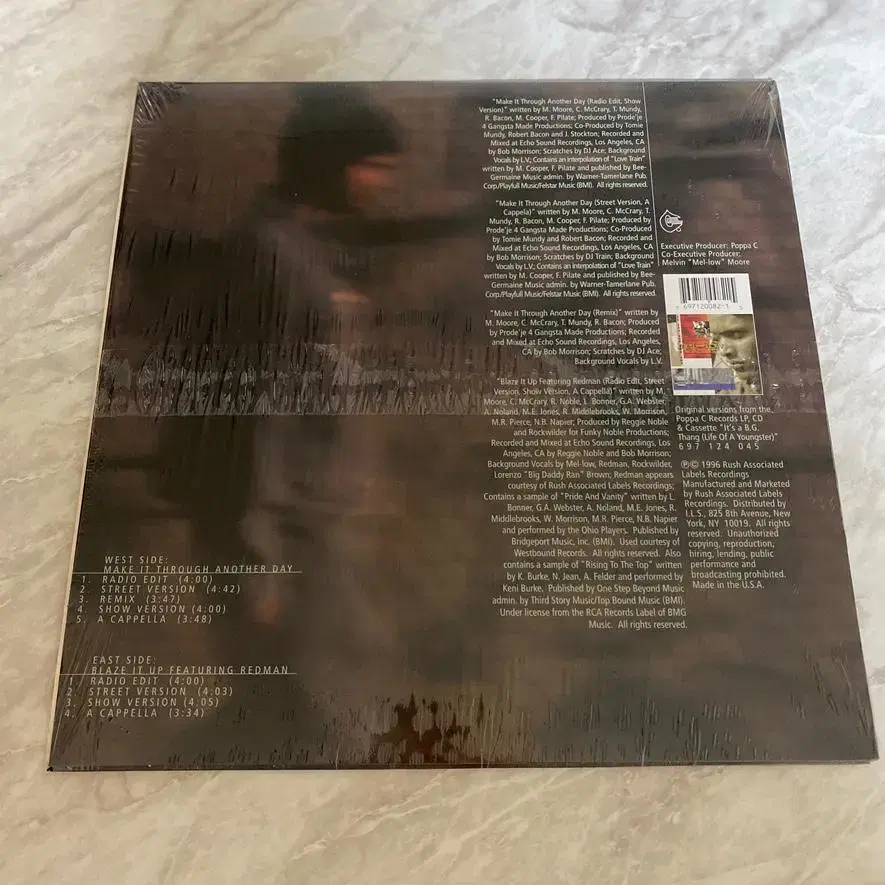 "Make It Through Another Day (Radio Edit, Show
Version)" written by M. Moore, C. McCrary, T. Mundy,
R. Bacon, M. Cooper, F. Pilate; Produced by Prode'je
4 Gangsta Made Productions; Co-Produced by Tomie
Mundy, Robert Bacon and J. Stockton; Recorded and
Mixed at Echo Sound Recordings, Los Angeles, CA
by Bob Morrison; Scratches by DJ Ace; Background
Vocals by L.V.; Contains an interpolation of "Love Train"
written by M. Cooper, F. Pilate and published by Bee-
Germaine Music admin. by Warner-Tamerlane Pub.
Corp./Playfull Music/Felstar Music (BMI). All rights reserved.
"Make It Through Another Day (Street Version, A
Cappela)" written by M. Moore, C. McCrary, T.
Mundy, R. Bacon, M. Cooper, F. Pilate; Produced by
Prode'je 4 Gangsta Made Productions; Co-Produced
by Tomie Mundy and Robert Bacon; Recorded and
Mixed at Echo Sound Recordings, Los Angeles, CA
by Bob Morrison; Scratches by DJ Train; Background
Vocals by L.V.; Contains an interpolation of "Love Train"
written by M. Cooper, F. Pilate and published by Bee-
Germaine Music admin. by Warner-Tamerlane Pub.
Corp./Playfull Music/Felstar Music (BMI). All rights reserved.
"Make It Through Another Day (Remix)" written by
M. Moore, C. McCrary, T. Mundy, R. Bacon; Produced
by Prode'je 4 Gangsta Made Productions; Recorded
and Mixed at Echo Sound Recordings, Los Angeles,
CA by Bob Morrison; Scratches by DJ Ace;
Background Vocals by L.V.
"Blaze It Up Featuring Redman (Radio Edti, Street
Version, Show Version, A Cappella)" written by M.
Moore, C. McCrary, R. Noble, L. Bonner, G.A. Webster,
A. Noland, M.E. Jones, R. Middlebrooks, W. Morrison,
M.R. Pierce, N.B. Napier; Produced by Reggie Noble
and Rockwilder for Funky Noble Productions;
Recorded and Mixed at Echo Sound Recordings, Los
Angeles, CA by Reggie Noble and Bob Morrison;
Background Vocals by Mel-low, Redman, Rockwilder,
Lorenzo "Big Daddy Ran" Brown; Redman appears
courtesy of Rush Associated Labels Recordings;
Contains a sample of "Pride And Vanity" written by L.
Bonner, G.A. Webster, A. Noland, M.E. Jones, R.
Middlebrooks, W. Morrison, M.R. Pierce, N.B. Napier
and performed by the Ohio Players. Published by
Bridgeport Music, Inc. (BMI). Used courtesy of
Westbound Records. All rights reserved. Also
contains a sample of "Rising To The Top" written
by K. Burke, N. Jean, A. Felder and performed by
Keni Burke. Published by One Step Beyond Music
admin. by Third Story Music/Top Bound Music (BMI).
Under license from the RCA Records Label of BMG
Music. All rights reserved.
Executive Producer: Poppa C
Co-Executive Producer:
Melvin "Mel-low" Moore
697120082-1
Original versions from the
Poppa C Records LP, CD
& Cassette "It's a B.G.
Thang (Life Of A Youngster)"
697 124 045
℗© 1996 Rush Associated
Labels Recordings
Manufactured and Marketed
by Rush Associated Labels
Recordings. Distributed by
I.L.S., 825 8th Avenue, New
York, NY 10019. All rights
reserved. Unauthorized
copying, reproduction,
hiring, lending, public
performance and
broadcasting prohibited.
Made in the U.S.A.
WEST SIDE:
MAKE IT THROUGH ANOTHER DAY
1. RADIO EDIT (4:00)
2. STREET VERSION (4:42)
3. REMIX (3:47)
4. SHOW VERSION (4:00)
5. A CAPPELLA (3:48)
EAST SIDE:
BLAZE IT UP FEATURING REDMAN
1. RADIO EDIT (4:00)
2. STREET VERSION (4:03)
3. SHOW VERSION (4:05)
4. A CAPPELLA (3:34)